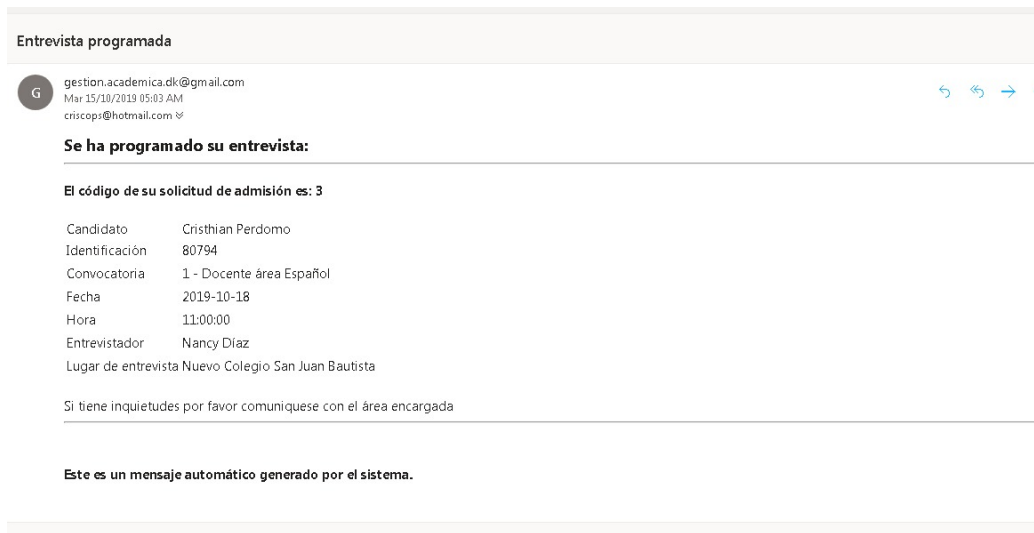 Entrevista programada
G
gestion.academica.dk@gmail.com
Mar 15/10/2019 05:03 AM
criscops@hotmail.com
Se ha programado su entrevista:
El código de su solicitud de admisión es: 3
Candidato Cristhian Perdomo
Identificación 80794
Convocatoria 1 - Docente área Español
Fecha 2019-10-18
Hora 11:00:00
Entrevistador Nancy Díaz
Lugar de entrevista Nuevo Colegio San Juan Bautista
Si tiene inquietudes por favor comuniquese con el área encargada
Este es un mensaje automático generado por el sistema.